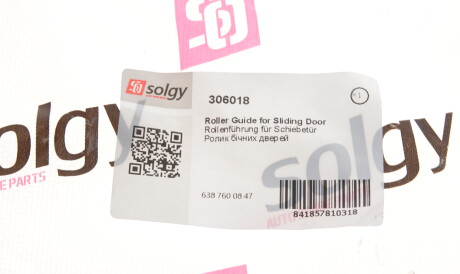 solgy
306018
Roller Guide for Sliding Door
Rollenführung für Schiebetür
Ролик бічних дверей
638 760 08 47
841857810318
solgy
E PARTS
solgy
AUTO